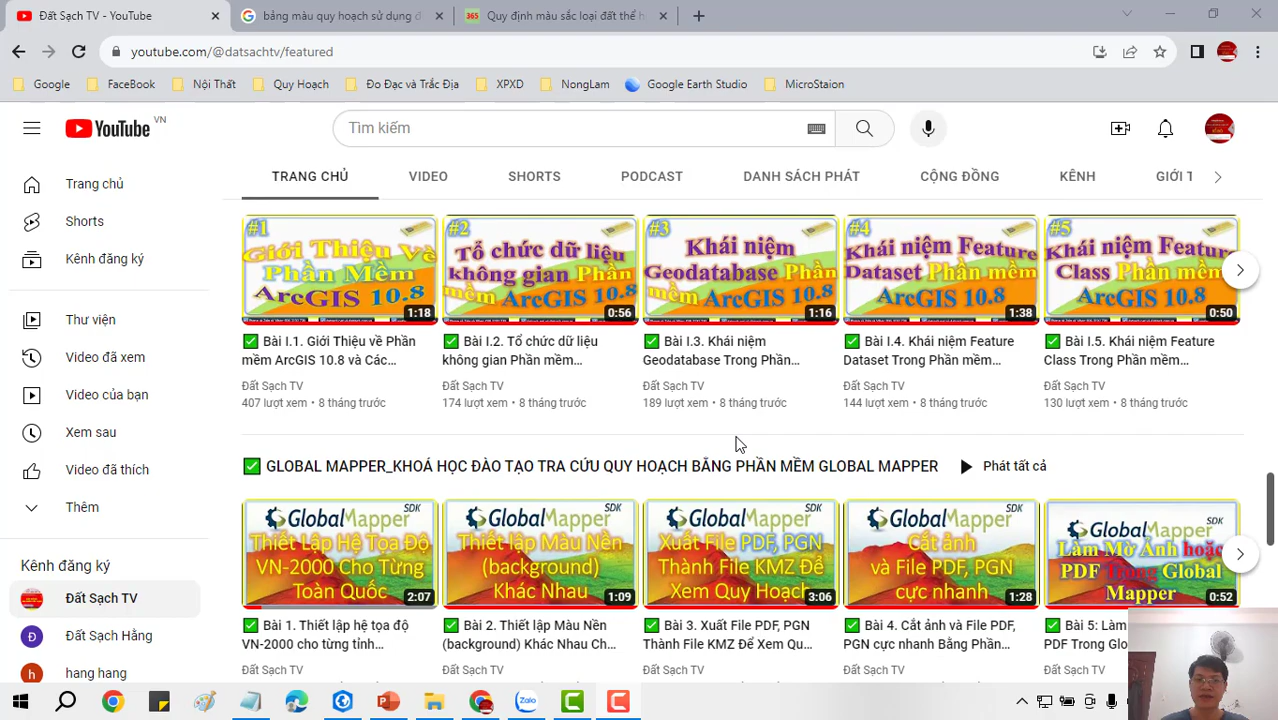 Đất Sạch TV - YouTube
bảng màu quy hoạch sử dụng đ
Quy định màu sắc loại đất thể h
youtube.com/@datsachtv/featured
Google
FaceBook
Nội Thất
Quy Hoạch
Đo Đạc và Trắc Địa
XPXD
NongLam
Google Earth Studio
MicroStaion
YouTube VN
Tìm kiếm
TRANG CHỦ
VIDEO
SHORTS
PODCAST
DANH SÁCH PHÁT
CỘNG ĐỒNG
KÊNH
GIỚI T
Trang chủ
Shorts
Kênh đăng ký
Thư viện
Video đã xem
Video của bạn
Xem sau
Video đã thích
Thêm
Kênh đăng ký
Đất Sạch TV
Đ
Đất Sạch Hằng
h
hang hang
#1
Giới Thiệu Về
Phần Mềm
ArcGIS 10.8
1:18
#2
Tổ chức dữ liệu
không gian Phần
mềm ArcGIS 10.8
0:56
#3
Khái niệm
Geodatabase Phần
mềm ArcGIS 10.8
1:16
#4
Khái niệm Feature
Dataset Phần mềm
ArcGIS 10.8
1:38
#5
Khái niệm Feature
Class Phần mềm
ArcGIS 10.8
0:50
✅ Bài I.1. Giới Thiệu về Phần
mềm ArcGIS 10.8 và Các...
Đất Sạch TV
407 lượt xem • 8 tháng trước
✅ Bài I.2. Tổ chức dữ liệu
không gian Phần mềm...
Đất Sạch TV
174 lượt xem • 8 tháng trước
✅ Bài I.3. Khái niệm
Geodatabase Trong Phần...
Đất Sạch TV
189 lượt xem • 8 tháng trước
✅ Bài I.4. Khái niệm Feature
Dataset Trong Phần mềm...
Đất Sạch TV
144 lượt xem • 8 tháng trước
✅ Bài I.5. Khái niệm Feature
Class Trong Phần mềm...
Đất Sạch TV
130 lượt xem • 8 tháng trước
✅ GLOBAL MAPPER_KHOÁ HỌC ĐÀO TẠO TRA CỨU QUY HOẠCH BẰNG PHẦN MỀM GLOBAL MAPPER
Phát tất cả
GlobalMapper SDK
Thiết Lập Hệ Tọa Độ
VN-2000 Cho Từng
Toàn Quốc
2:07
GlobalMapper SDK
Thiết lập Màu Nền
(background)
Khác Nhau
1:09
GlobalMapper SDK
Xuất File PDF, PGN
Thành File KMZ Để
Xem Quy Hoạch
3:06
GlobalMapper SDK
Cắt ảnh
và File PDF, PGN
cực nhanh
1:28
GlobalMapper SDK
Làm Mờ Ảnh hoặc
PDF Trong Global
Mapper
0:52
✅ Bài 1. Thiết lập hệ tọa độ
VN-2000 cho từng tỉnh...
Đất Sạch TV
✅ Bài 2. Thiết lập Màu Nền
(background) Khác Nhau Ch...
Đất Sạch TV
✅ Bài 3. Xuất File PDF, PGN
Thành File KMZ Để Xem Qu...
Đất Sạch TV
✅ Bài 4. Cắt ảnh và File PDF,
PGN cực nhanh Bằng Phần...
Đất Sạch TV
✅ Bài 5: Làm
PDF Trong Glo
Đất Sạch TV
Zalo